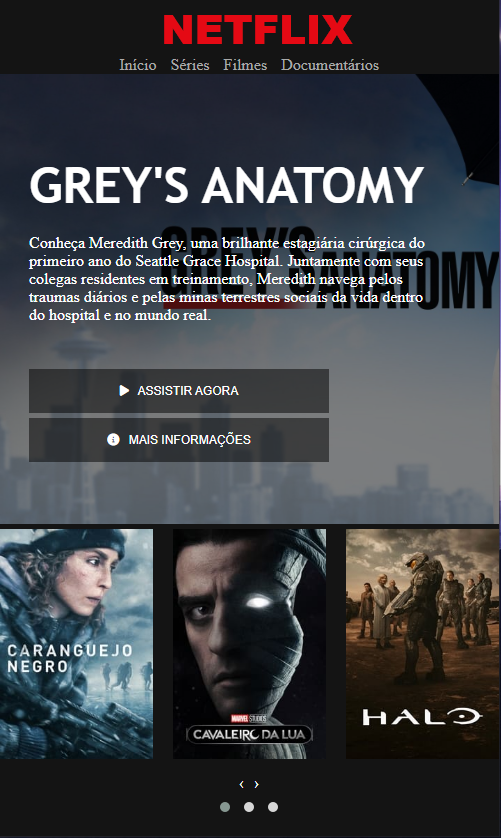 NETFLIX
Início Séries Filmes Documentários
GREY'S ANATOMY
GREY'S
ANATOMY
Conheça Meredith Grey, uma brilhante estagiária cirúrgica do
primeiro ano do Seattle Grace Hospital. Juntamente com seus
colegas residentes em treinamento, Meredith navega pelos
traumas diários e pelas minas terrestres sociais da vida dentro
do hospital e no mundo real.
ASSISTIR AGORA
MAIS INFORMAÇÕES
CARANGUEJO
NEGRO
MARVEL STUDIOS
CAVALEIRO DA LUA
HALO
‹ ›